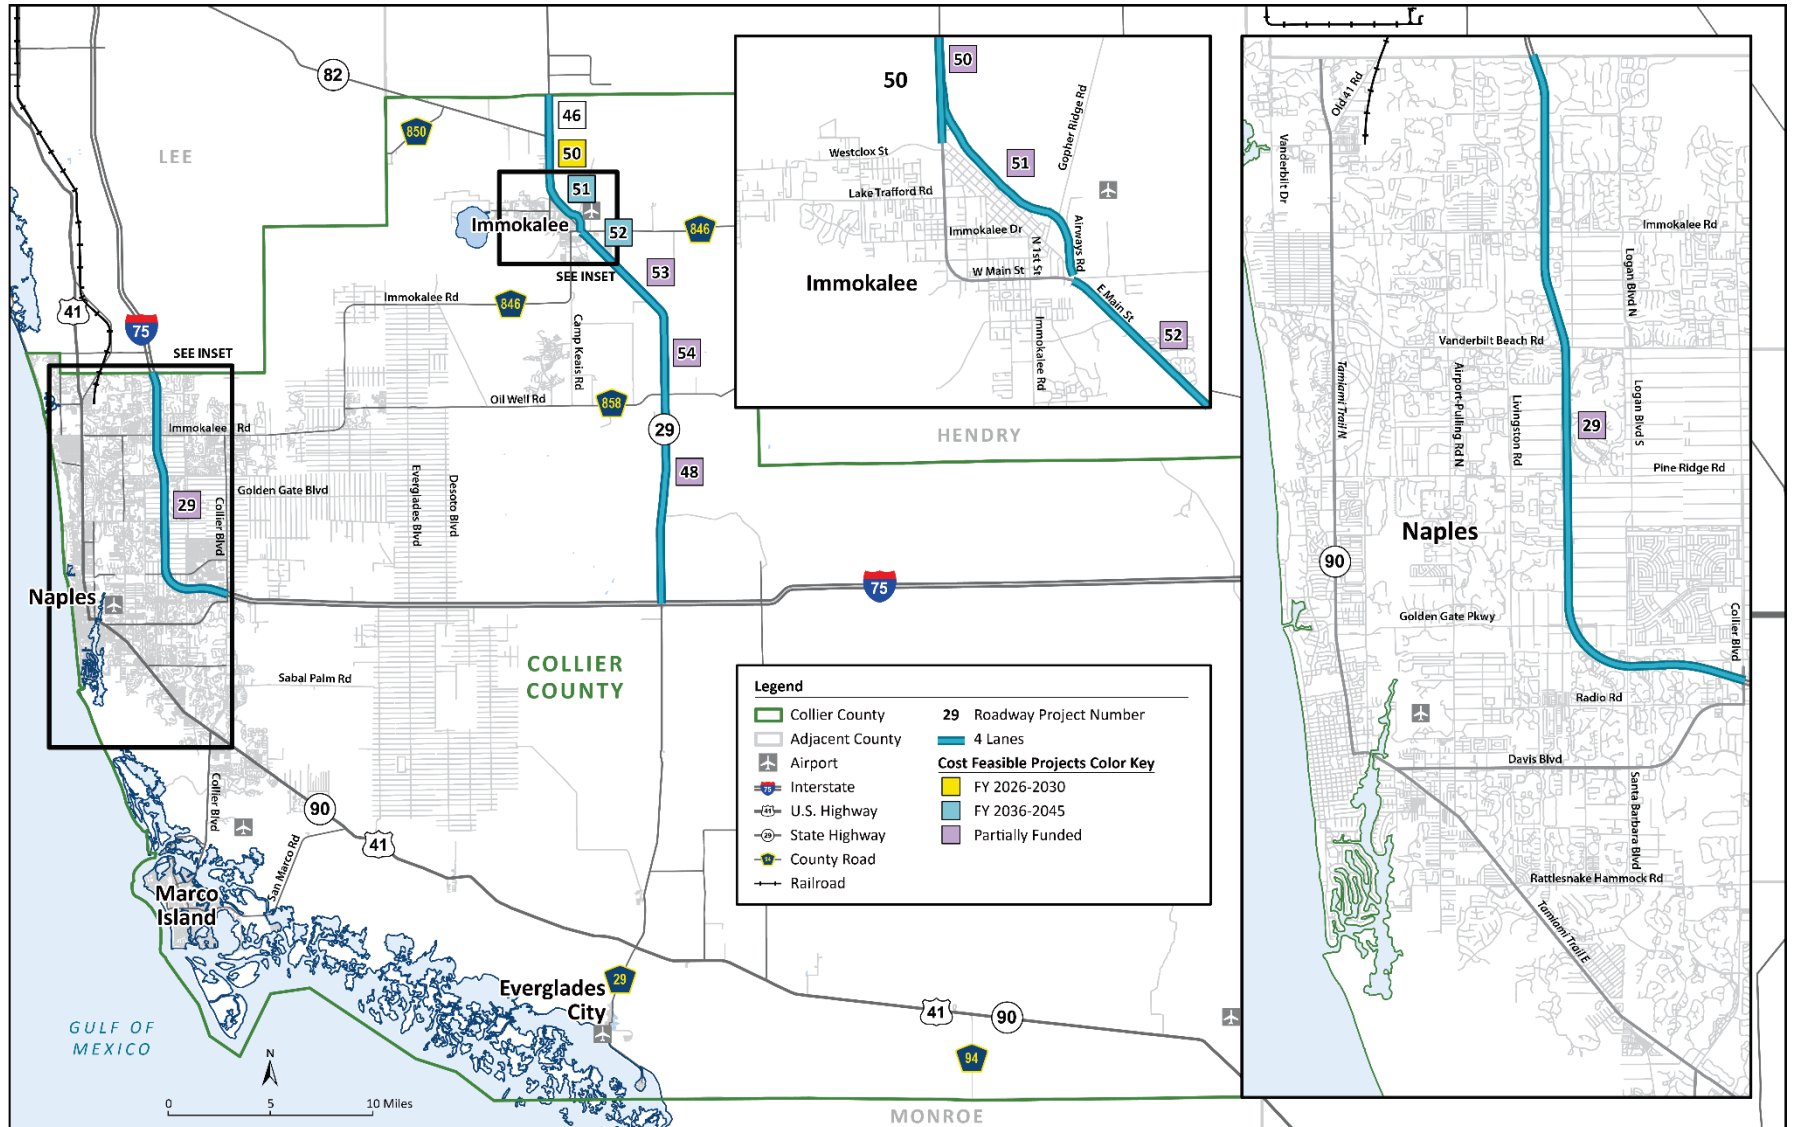 82
850
LEE
46
50
51
Immokalee
52
846
SEE INSET
53
Immokalee Rd
846
41
75
SEE INSET
Camp Keais Rd
54
Oil Well Rd
858
29
Immokalee Rd
48
Golden Gate Blvd
Everglades Blvd
Desoto Blvd
29
Collier Blvd
Naples
75
COLLIER
COUNTY
Sabal Palm Rd
Collier Blvd
90
41
San Marco Rd
Marco
Island
Everglades
City
29
41
90
94
GULF OF
MEXICO
N
0 5 10 Miles
MONROE
HENDRY
50
50
Gopher Ridge Rd
51
Westclox St
Lake Trafford Rd
Immokalee Dr
N 1st St
Airways Rd
W Main St
Immokalee
E Main St
Immokalee Rd
52
Legend
Collier County
Adjacent County
Airport
75 Interstate
41 U.S. Highway
29 State Highway
14 County Road
Railroad
29 Roadway Project Number
4 Lanes
Cost Feasible Projects Color Key
FY 2026-2030
FY 2036-2045
Partially Funded
Old 41 Rd
Vanderbilt Dr
Immokalee Rd
Logan Blvd N
Vanderbilt Beach Rd
Tamiami Trail N
Airport-Pulling Rd N
Livingston Rd
Logan Blvd S
29
Pine Ridge Rd
Naples
90
Golden Gate Pkwy
Collier Blvd
Radio Rd
Davis Blvd
Santa Barbara Blvd
Rattlesnake Hammock Rd
Tamiami Trail E